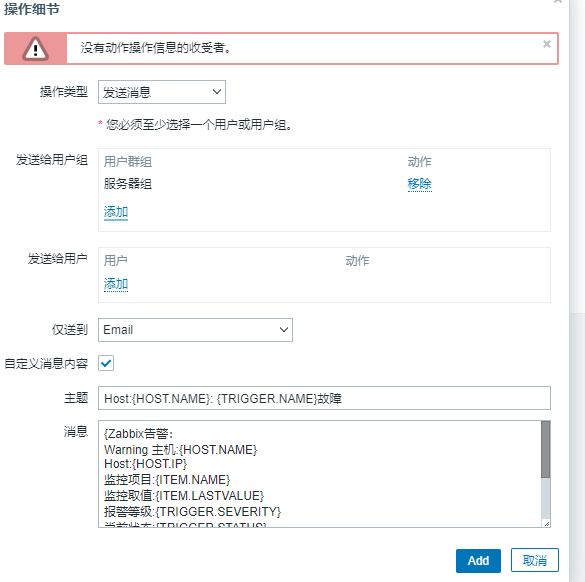 操作细节
没有动作操作信息的收受者。
操作类型 发送消息
* 您必须至少选择一个用户或用户组。
发送给用户组 用户群组 动作
服务器组 移除
添加
发送给用户 用户 动作
添加
仅送到 Email
自定义消息内容
主题 Host:{HOST.NAME}: {TRIGGER.NAME}故障
消息 {Zabbix告警:
Warning 主机:{HOST.NAME}
Host:{HOST.IP}
监控项目:{ITEM.NAME}
监控取值:{ITEM.LASTVALUE}
报警等级:{TRIGGER.SEVERITY}
当前状态:{TRIGGER.STATUS}
Add 取消